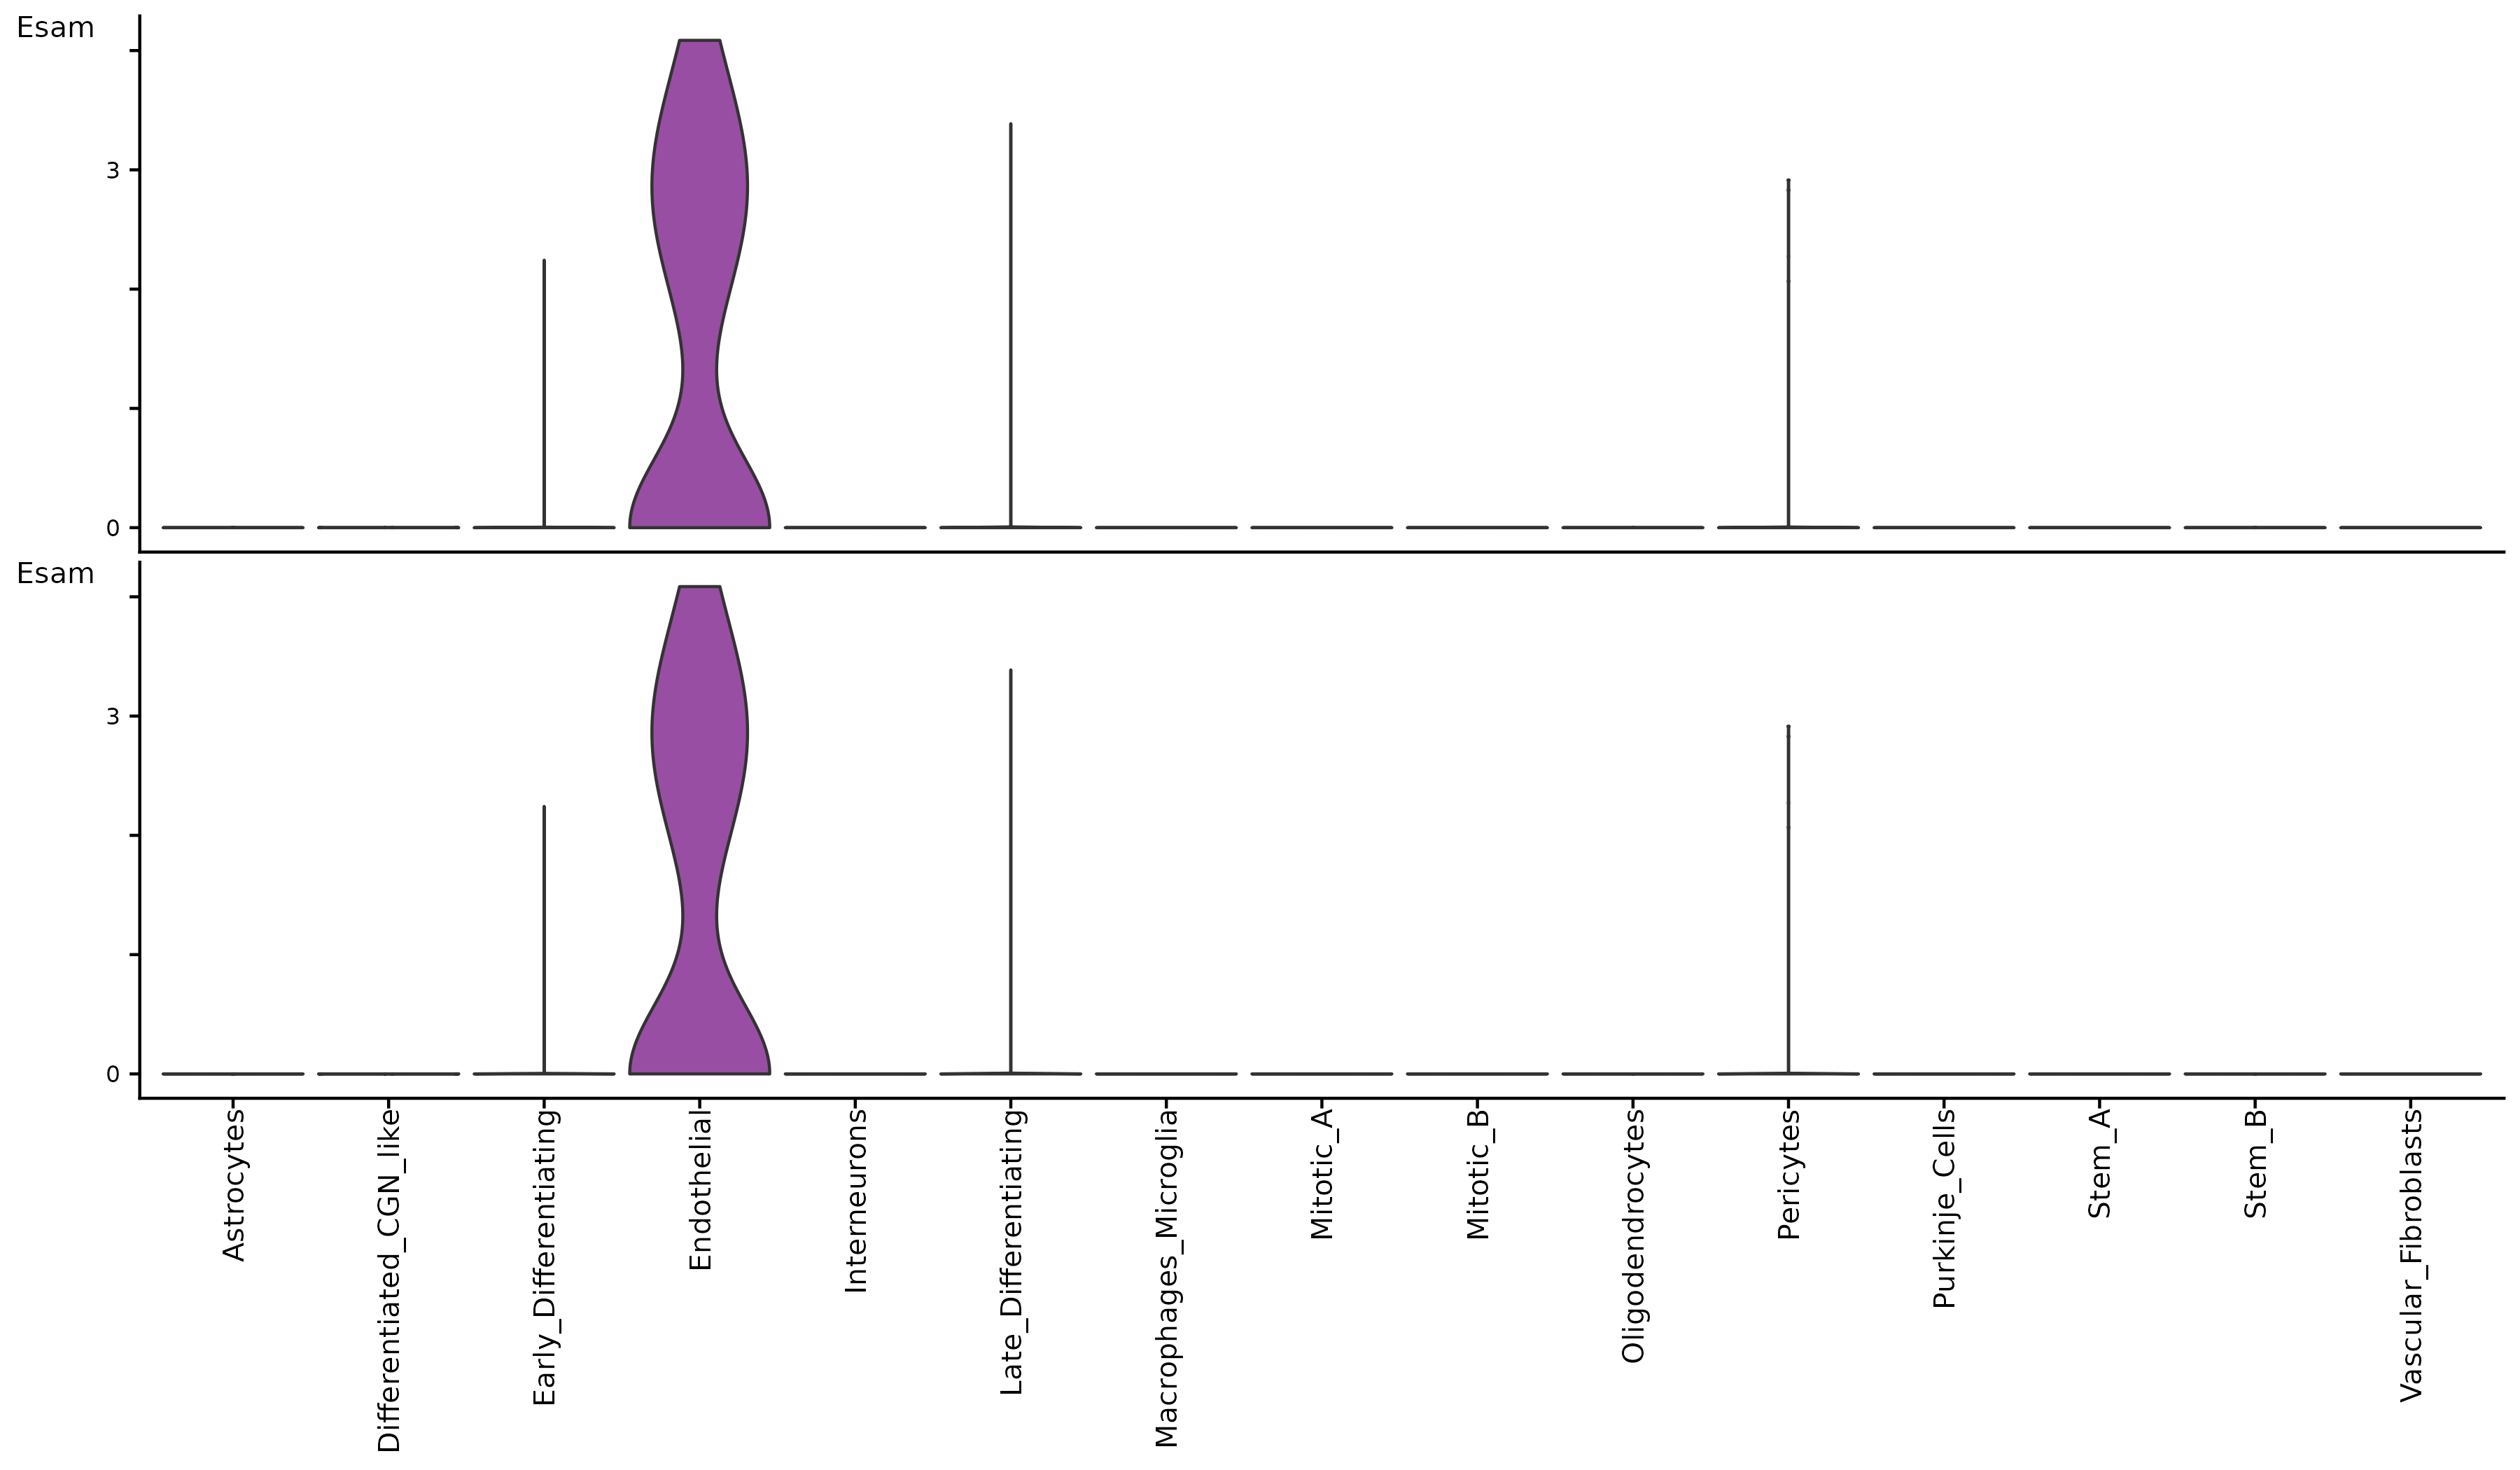 Esam
3
0
Esam
3
0
Astrocytes
Differentiated_CGN_like
Early_Differentiating
Endothelial
Interneurons
Late_Differentiating
Macrophages_Microglia
Mitotic_A
Mitotic_B
Oligodendrocytes
Pericytes
Purkinje_Cells
Stem_A
Stem_B
Vascular_Fibroblasts